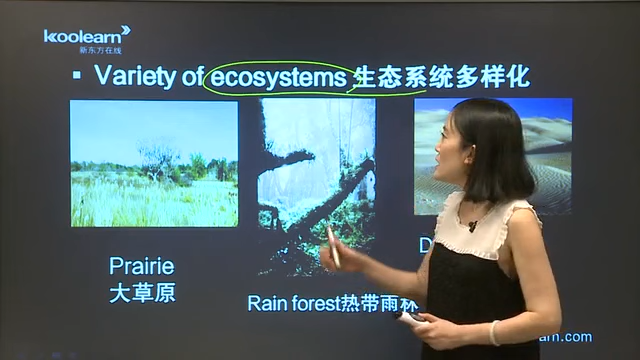 koolearn
新东方在线
Variety of ecosystems 生态系统多样化
Prairie
大草原
Rain forest热带雨林
D
arn.com